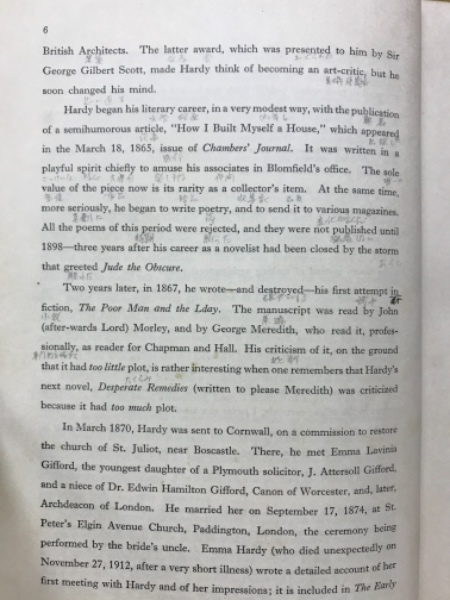 6
British Architects. The latter award, which was presented to him by Sir
George Gilbert Scott, made Hardy think of becoming an art-critic, but he
soon changed his mind.
Hardy began his literary career, in a very modest way, with the publication
of a semihumorous article, "How I Built Myself a House," which appeared
in the March 18, 1865, issue of Chambers' Journal. It was written in a
playful spirit chiefly to amuse his associates in Blomfield's office. The sole
value of the piece now is its rarity as a collector's item. At the same time,
more seriously, he began to write poetry, and to send it to various magazines.
All the poems of this period were rejected, and they were not published until
1898—three years after his career as a novelist had been closed by the storm
that greeted Jude the Obscure.
Two years later, in 1867, he wrote—and destroyed—his first attempt in
fiction, The Poor Man and the Lday. The manuscript was read by John
(after-wards Lord) Morley, and by George Meredith, who read it, profes-
sionally, as reader for Chapman and Hall. His criticism of it, on the ground
that it had too little plot, is rather interesting when one remembers that Hardy's
next novel, Desperate Remedies (written to please Meredith) was criticized
because it had too much plot.
In March 1870, Hardy was sent to Cornwall, on a commission to restore
the church of St. Juliot, near Boscastle. There, he met Emma Lavinia
Gifford, the youngest daughter of a Plymouth solicitor, J. Attersoll Gifford,
and a niece of Dr. Edwin Hamilton Gifford, Canon of Worcester, and, later,
Archdeacon of London. He married her on September 17, 1874, at St.
Peter's Elgin Avenue Church, Paddington, London, the ceremony being
performed by the bride's uncle. Emma Hardy (who died unexpectedly on
November 27, 1912, after a very short illness) wrote a detailed account of her
first meeting with Hardy and of her impressions; it is included in The Early